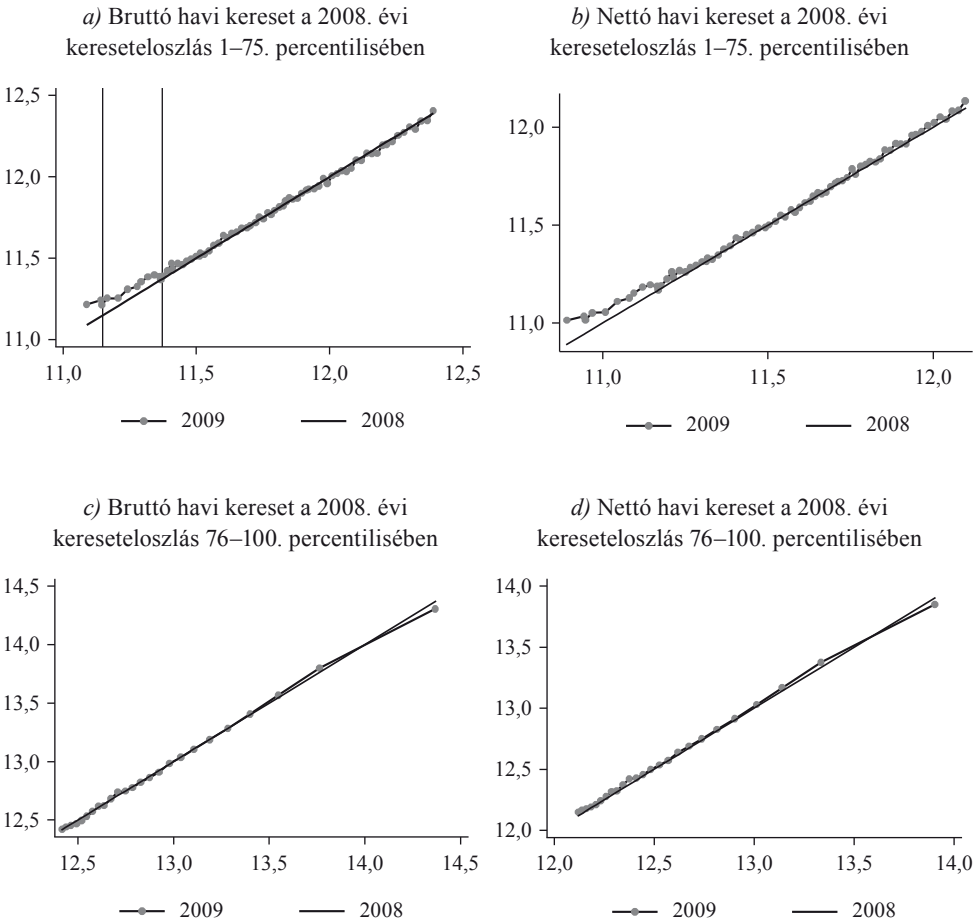 a) Bruttó havi kereset a 2008. évi
kereseteloszlás 1–75. percentilisében
12,5
12,0
11,5
11,0
11,0 11,5 12,0 12,5
2009 2008
b) Nettó havi kereset a 2008. évi
kereseteloszlás 1–75. percentilisében
12,0
11,5
11,0
11,0 11,5 12,0
2009 2008
c) Bruttó havi kereset a 2008. évi
kereseteloszlás 76–100. percentilisében
14,5
14,0
13,5
13,0
12,5
12,5 13,0 13,5 14,0 14,5
2009 2008
d) Nettó havi kereset a 2008. évi
kereseteloszlás 76–100. percentilisében
14,0
13,5
13,0
12,5
12,0
12,0 12,5 13,0 13,5 14,0
2009 2008